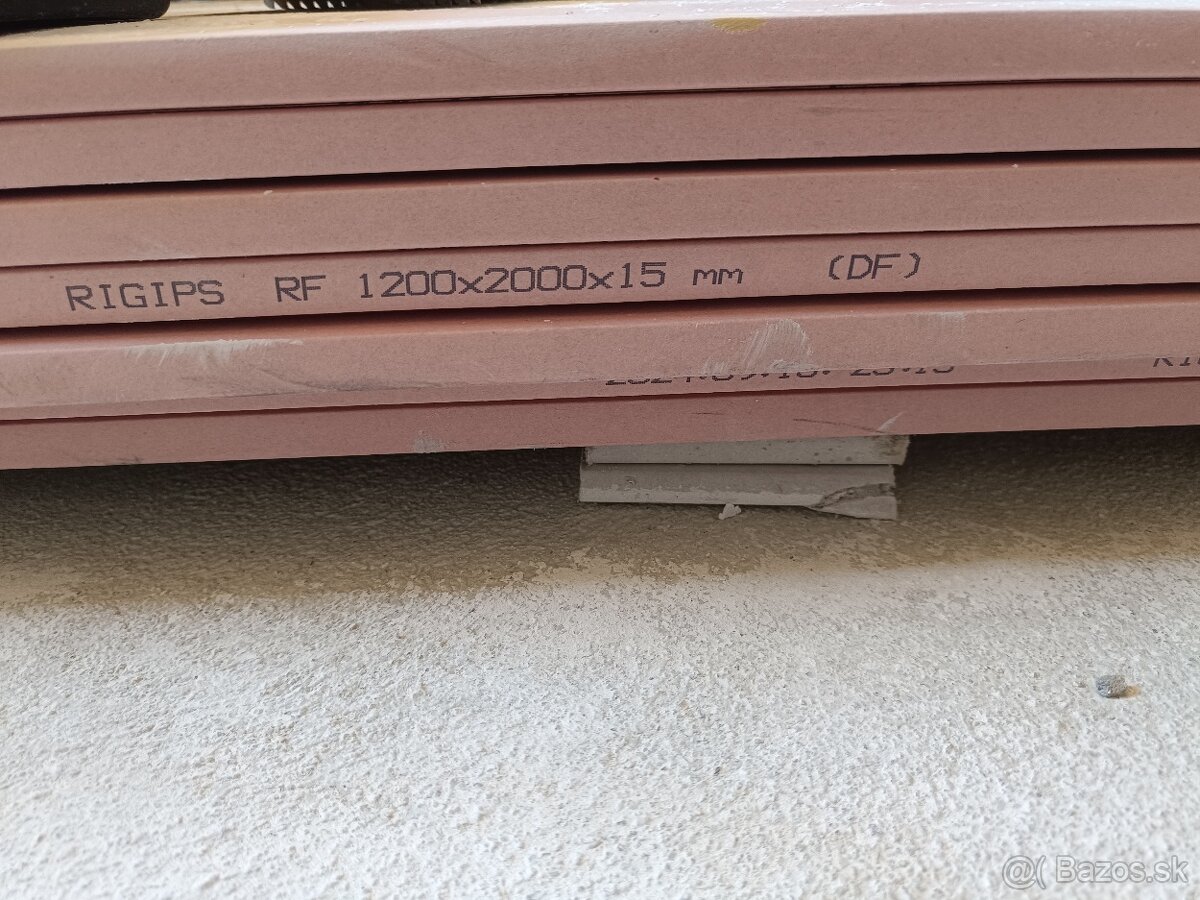 RIGIPS RF 1200x2000x15 mm (DF)
@( Bazos.sk